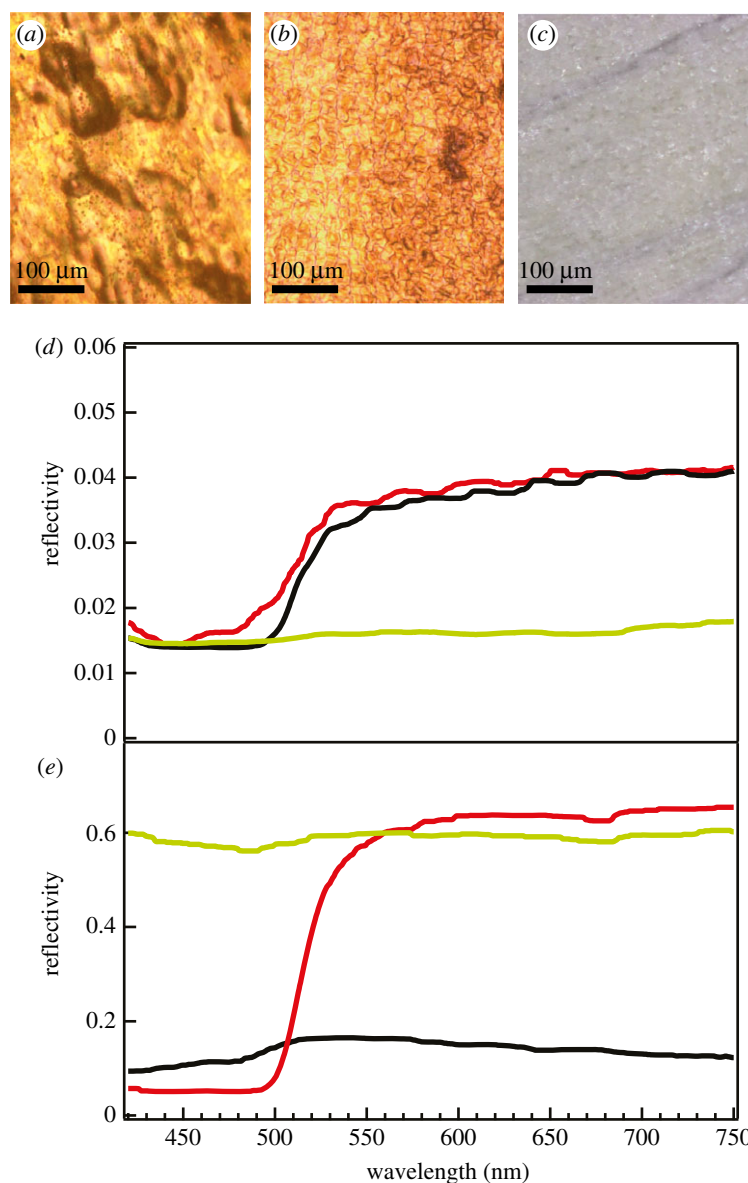 (a) (b) (c)
100 µm 100 µm 100 µm
(d) 0.06
0.05
0.04
reflectivity
0.03
0.02
0.01
0
(e)
0.6
reflectivity
0.4
0.2
0
450 500 550 600 650 700 750
wavelength (nm)